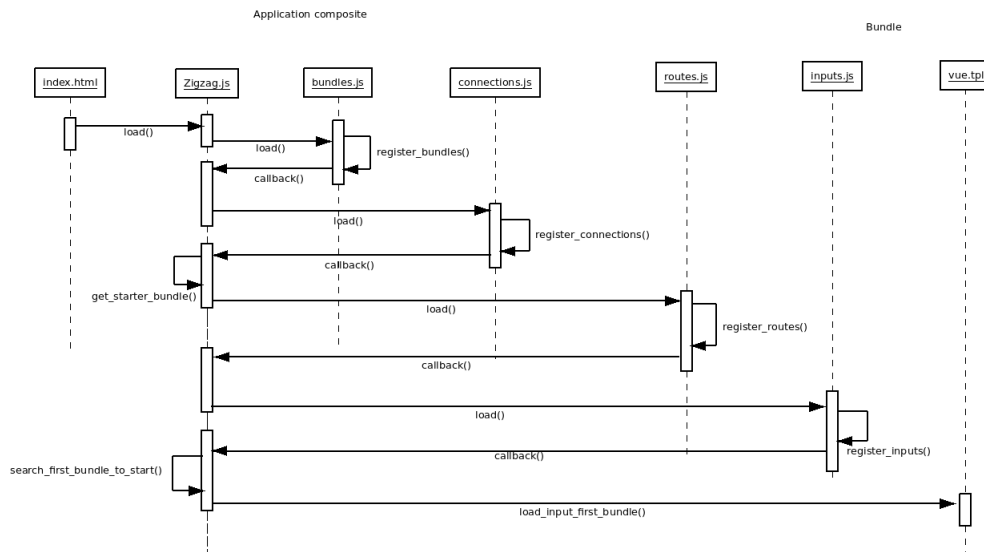 Application composite
Bundle
index.html
Zigzag.js
bundles.js
connections.js
routes.js
inputs.js
vue.tpl
load()
load()
register_bundles()
callback()
load()
register_connections()
callback()
get_starter_bundle()
load()
register_routes()
callback()
load()
register_inputs()
callback()
search_first_bundle_to_start()
load_input_first_bundle()